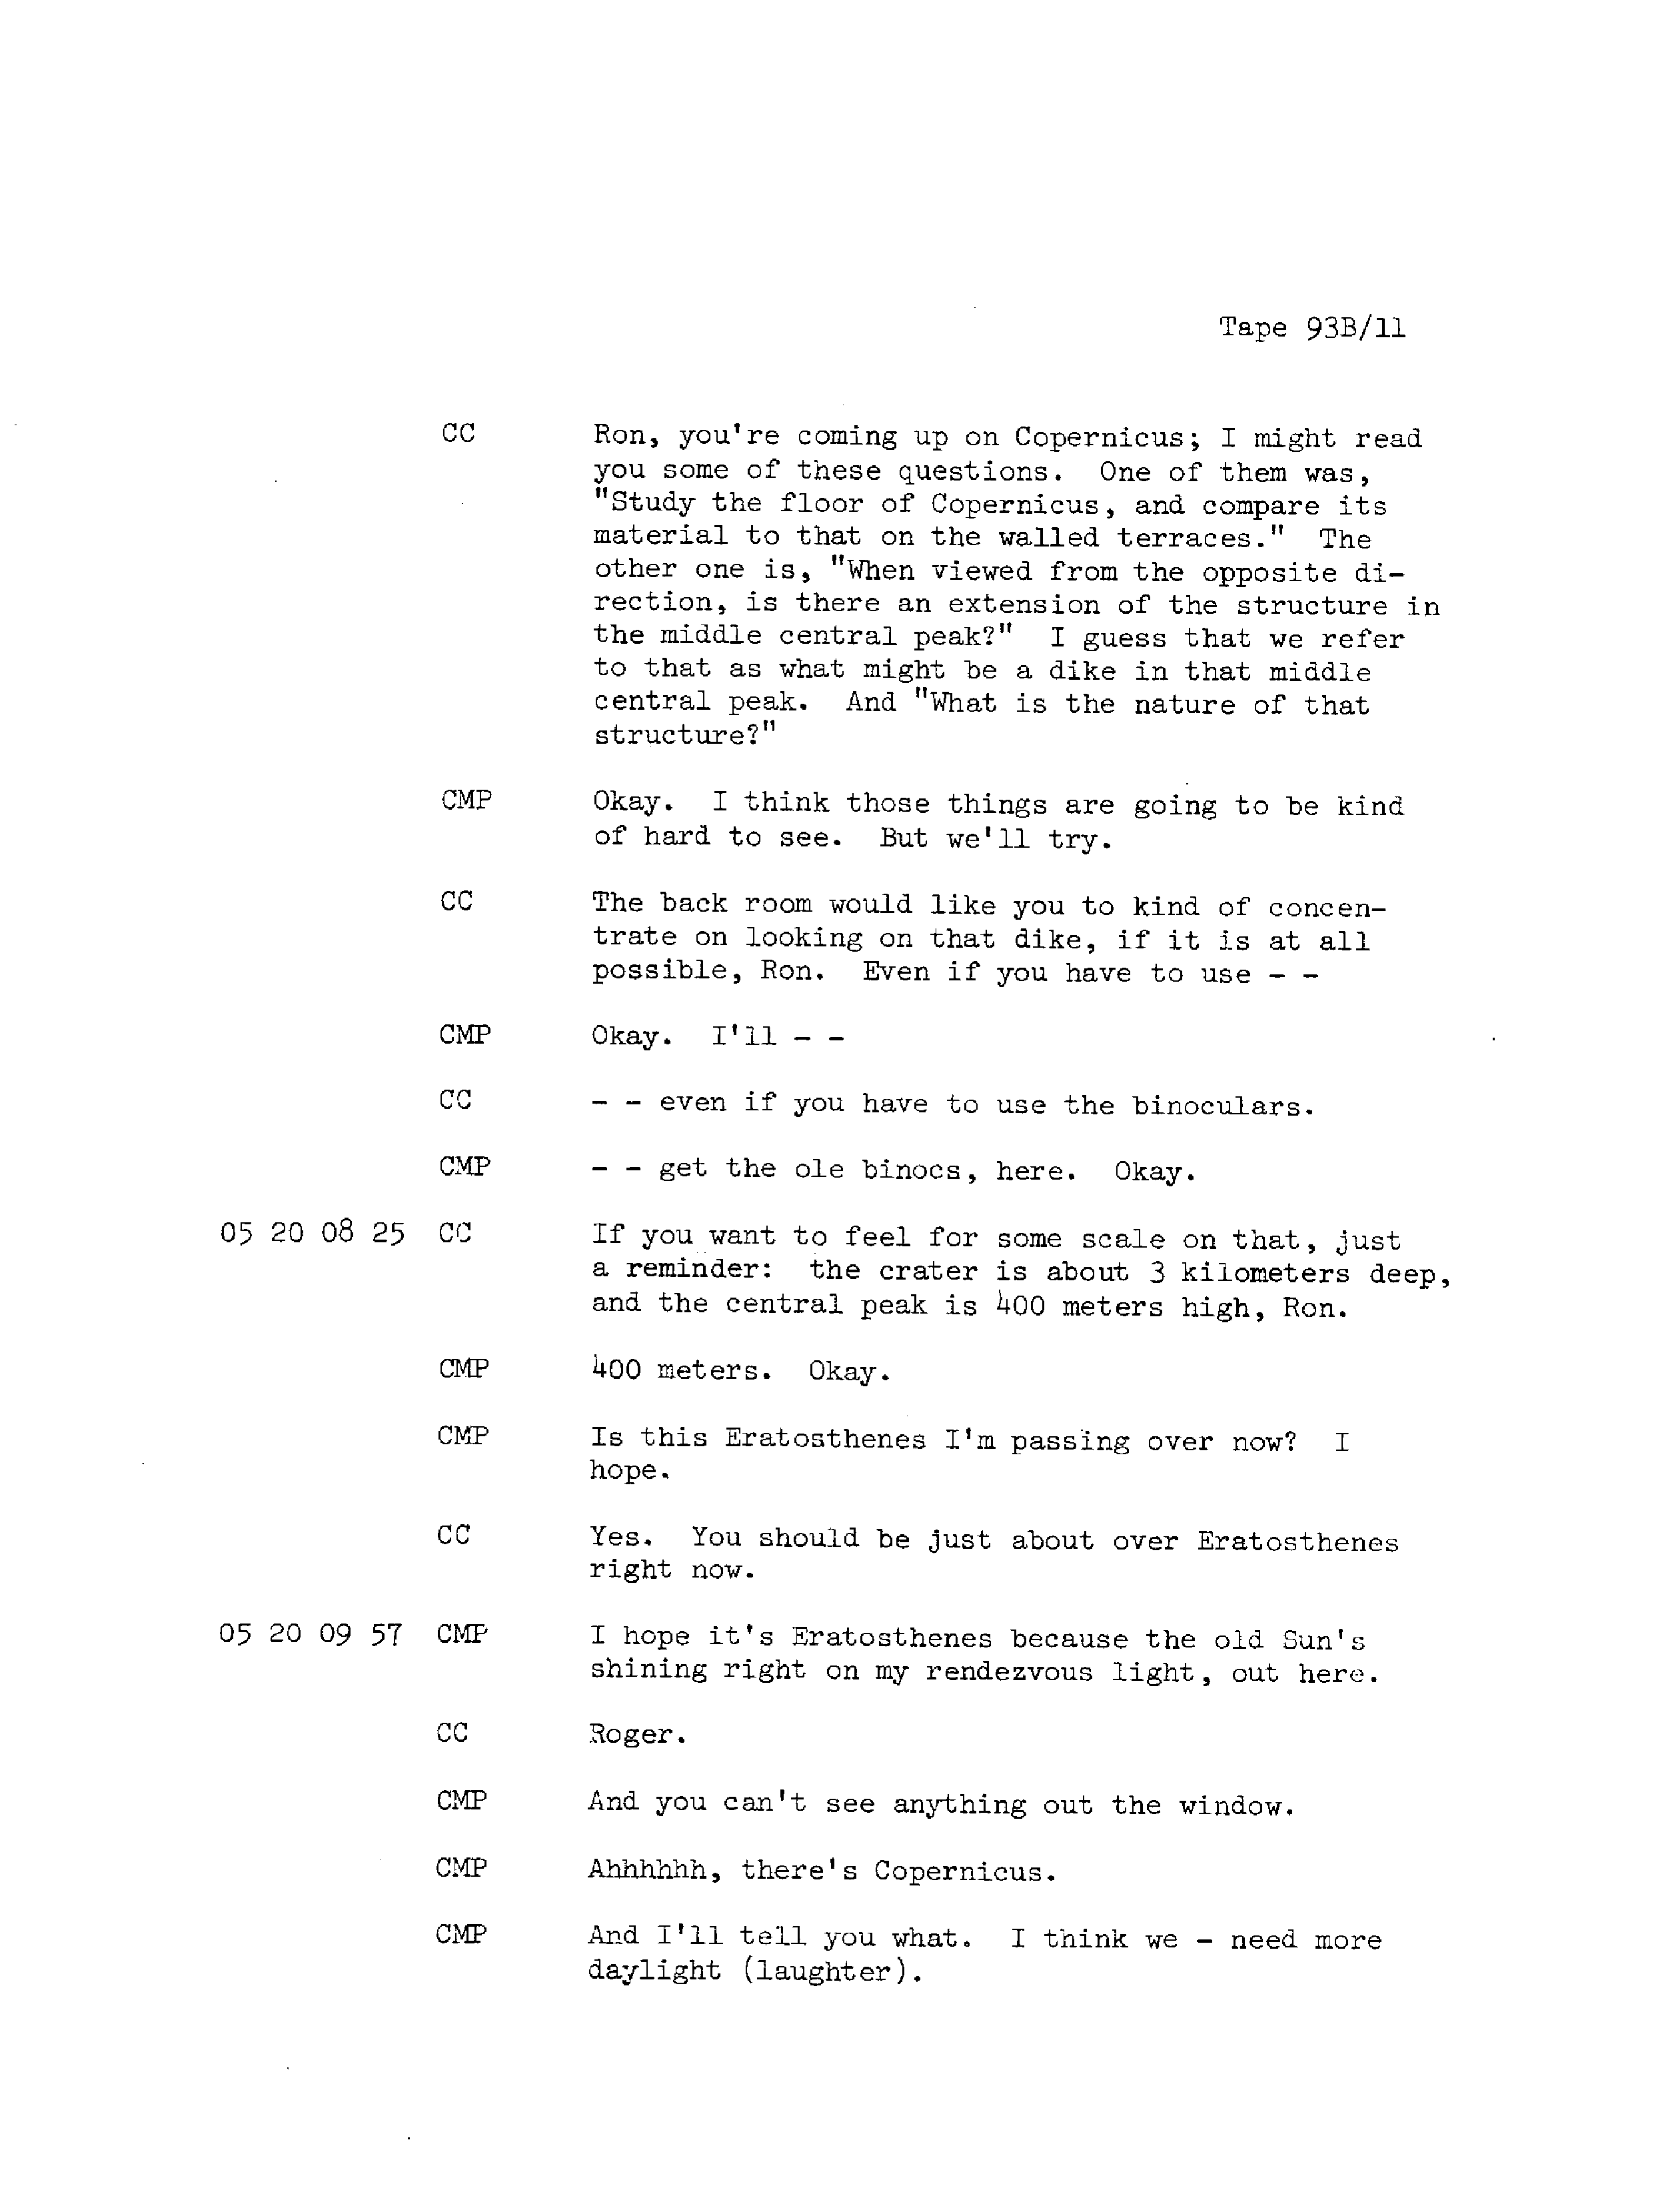 Tape 93B/11
CC Ron, you're coming up on Copernicus; I might read
you some of these questions. One of them was,
"Study the floor of Copernicus, and compare its
material to that on the walled terraces." The
other one is, "When viewed from the opposite di-
rection, is there an extension of the structure in
the middle central peak?" I guess that we refer
to that as what might be a dike in that middle
central peak. And "What is the nature of that
structure?"
CMP Okay. I think those things are going to be kind
of hard to see. But we'll try.
CC The back room would like you to kind of concen-
trate on looking on that dike, if it is at all
possible, Ron. Even if you have to use - -
CMP Okay. I'll - -
CC - - even if you have to use the binoculars.
CMP - - get the ole binocs, here. Okay.
05 20 08 25 CC If you want to feel for some scale on that, just
a reminder: the crater is about 3 kilometers deep,
and the central peak is 400 meters high, Ron.
CMP 400 meters. Okay.
CMP Is this Eratosthenes I'm passing over now? I
hope.
CC Yes. You should be just about over Eratosthenes
right now.
05 20 09 57 CMP I hope it's Eratosthenes because the old Sun's
shining right on my rendezvous light, out here.
CC Roger.
CMP And you can't see anything out the window.
CMP Ahhhhhh, there's Copernicus.
CMP And I'll tell you what. I think we - need more
daylight (laughter).